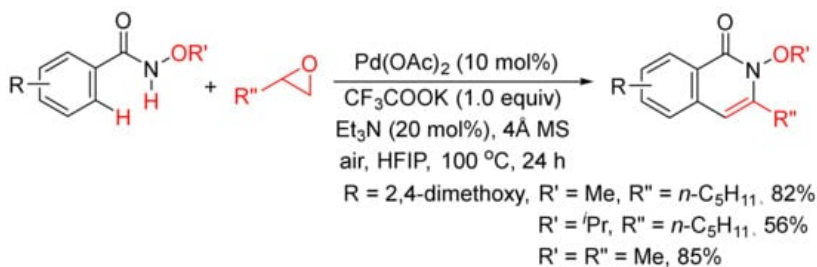 O
R
N
OR'
H
H
+
R"
O
Pd(OAc)₂ (10 mol%)
CF₃COOK (1.0 equiv)
Et₃N (20 mol%), 4Å MS
air, HFIP, 100 °C, 24 h
O
R
N
OR'
R"
R = 2,4-dimethoxy, R' = Me, R" = n-C₅H₁₁, 82%
R' = ⁱPr, R" = n-C₅H₁₁, 56%
R' = R" = Me, 85%